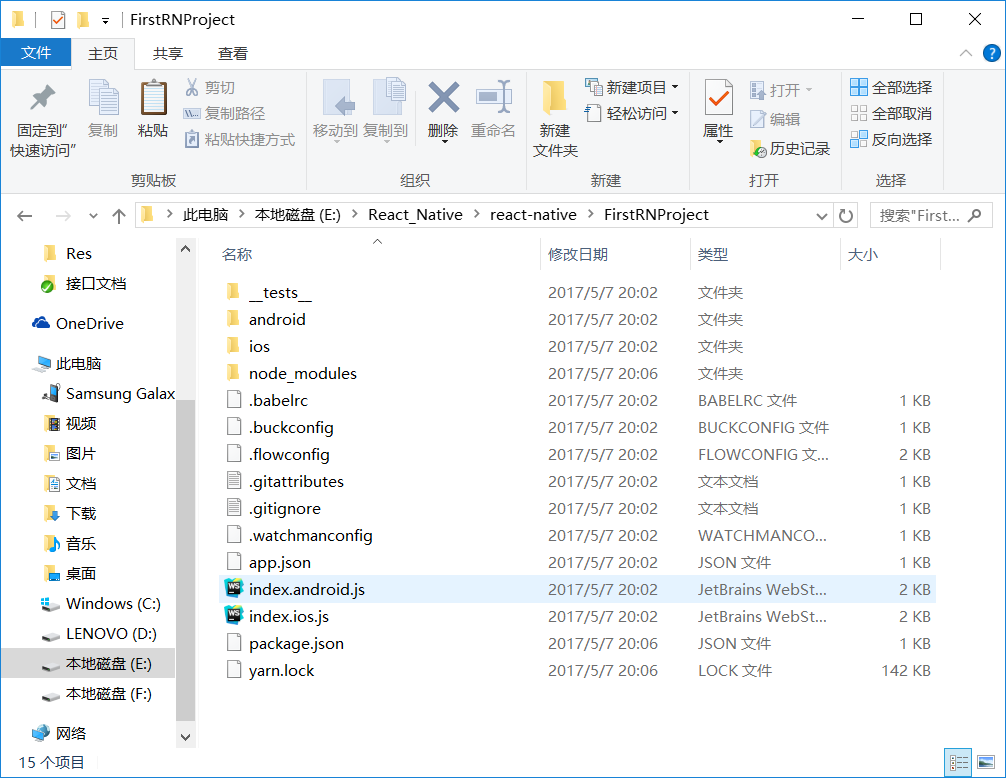 FirstRNProject
文件 主页 共享 查看
固定到"快速访问"
复制
粘贴
剪切
复制路径
粘贴快捷方式
移动到 复制到 删除 重命名
新建文件夹
新建项目
轻松访问
属性
打开
编辑
历史记录
全部选择
全部取消
反向选择
剪贴板 组织 新建 打开 选择
此电脑 本地磁盘 (E:) React_Native react-native FirstRNProject
搜索"First...
Res
接口文档
OneDrive
此电脑
Samsung Galax
视频
图片
文档
下载
音乐
桌面
Windows (C:)
LENOVO (D:)
本地磁盘 (E:)
本地磁盘 (F:)
网络
名称 修改日期 类型 大小
__tests__ 2017/5/7 20:02 文件夹
android 2017/5/7 20:02 文件夹
ios 2017/5/7 20:02 文件夹
node_modules 2017/5/7 20:06 文件夹
.babelrc 2017/5/7 20:02 BABELRC 文件 1 KB
.buckconfig 2017/5/7 20:02 BUCKCONFIG 文件 1 KB
.flowconfig 2017/5/7 20:02 FLOWCONFIG 文... 2 KB
.gitattributes 2017/5/7 20:02 文本文档 1 KB
.gitignore 2017/5/7 20:02 文本文档 1 KB
.watchmanconfig 2017/5/7 20:02 WATCHMANCO... 1 KB
app.json 2017/5/7 20:02 JSON 文件 1 KB
index.android.js 2017/5/7 20:02 JetBrains WebSt... 2 KB
index.ios.js 2017/5/7 20:02 JetBrains WebSt... 2 KB
package.json 2017/5/7 20:06 JSON 文件 1 KB
yarn.lock 2017/5/7 20:06 LOCK 文件 142 KB
15 个项目